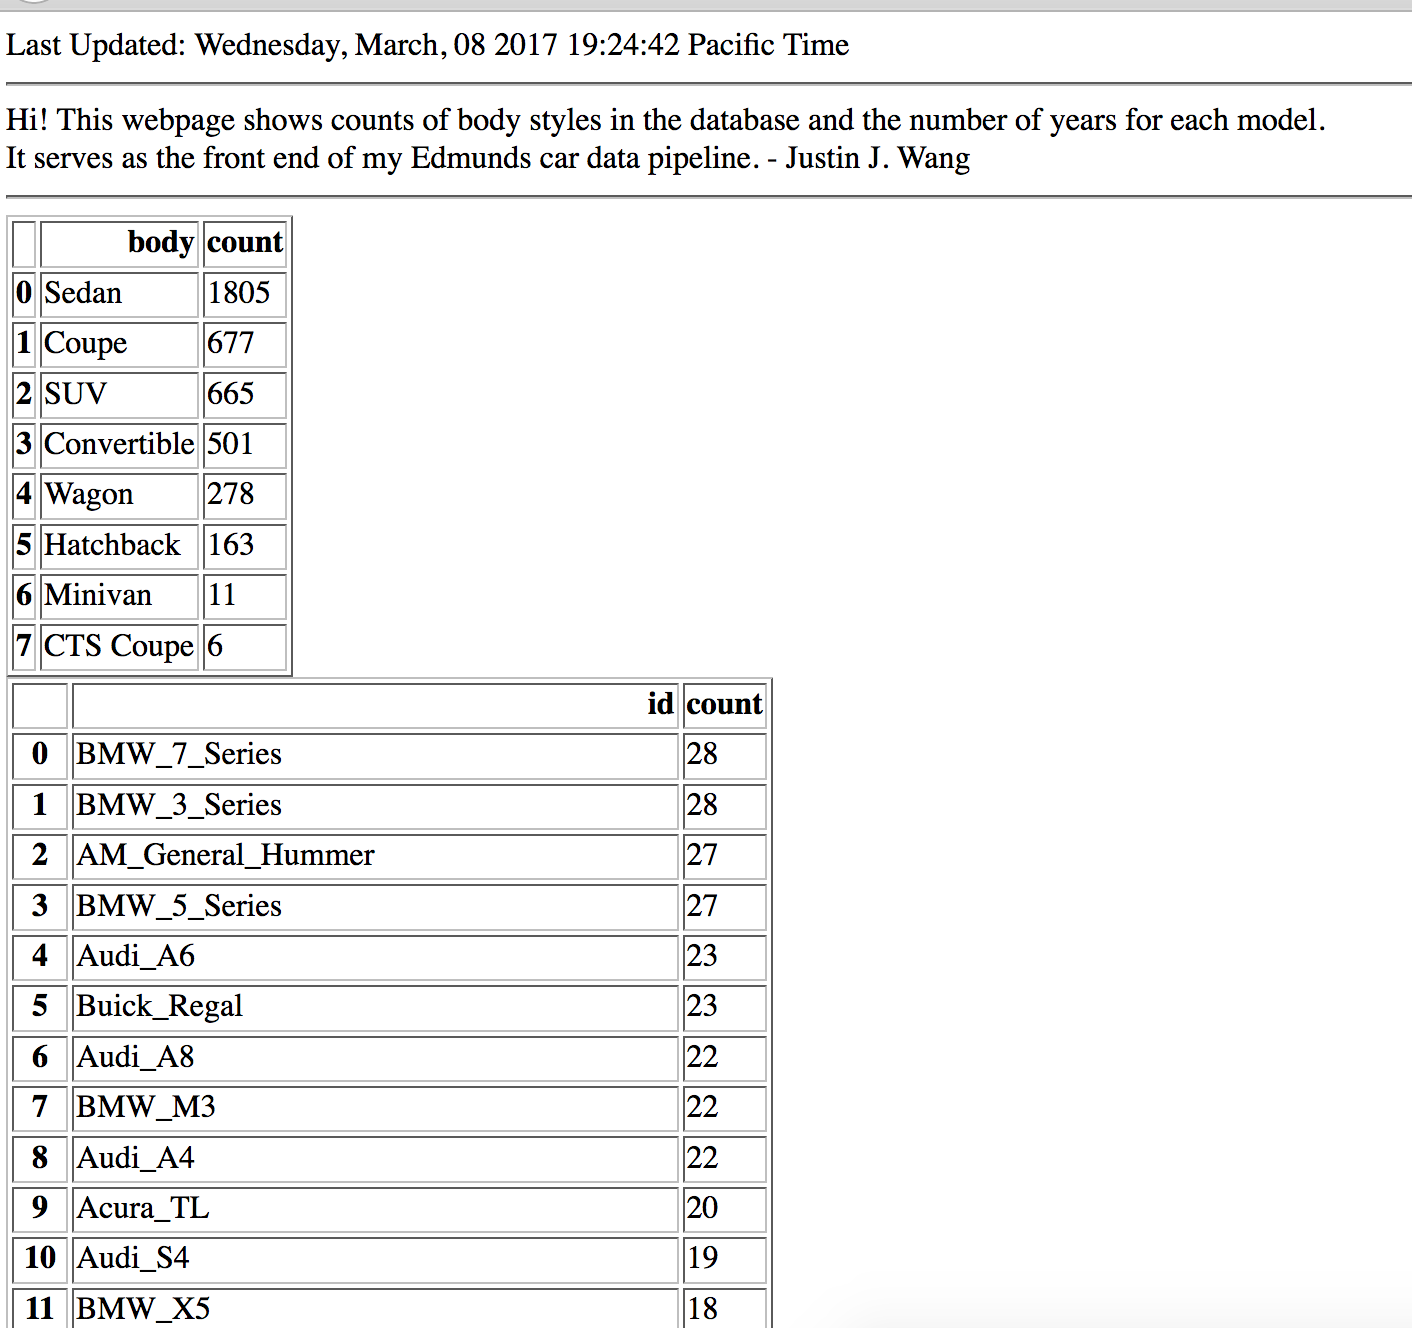 Last Updated: Wednesday, March, 08 2017 19:24:42 Pacific Time
Hi! This webpage shows counts of body styles in the database and the number of years for each model.
It serves as the front end of my Edmunds car data pipeline. - Justin J. Wang
body count
0 Sedan 1805
1 Coupe 677
2 SUV 665
3 Convertible 501
4 Wagon 278
5 Hatchback 163
6 Minivan 11
7 CTS Coupe 6
id count
0 BMW_7_Series 28
1 BMW_3_Series 28
2 AM_General_Hummer 27
3 BMW_5_Series 27
4 Audi_A6 23
5 Buick_Regal 23
6 Audi_A8 22
7 BMW_M3 22
8 Audi_A4 22
9 Acura_TL 20
10 Audi_S4 19
11 BMW_X5 18